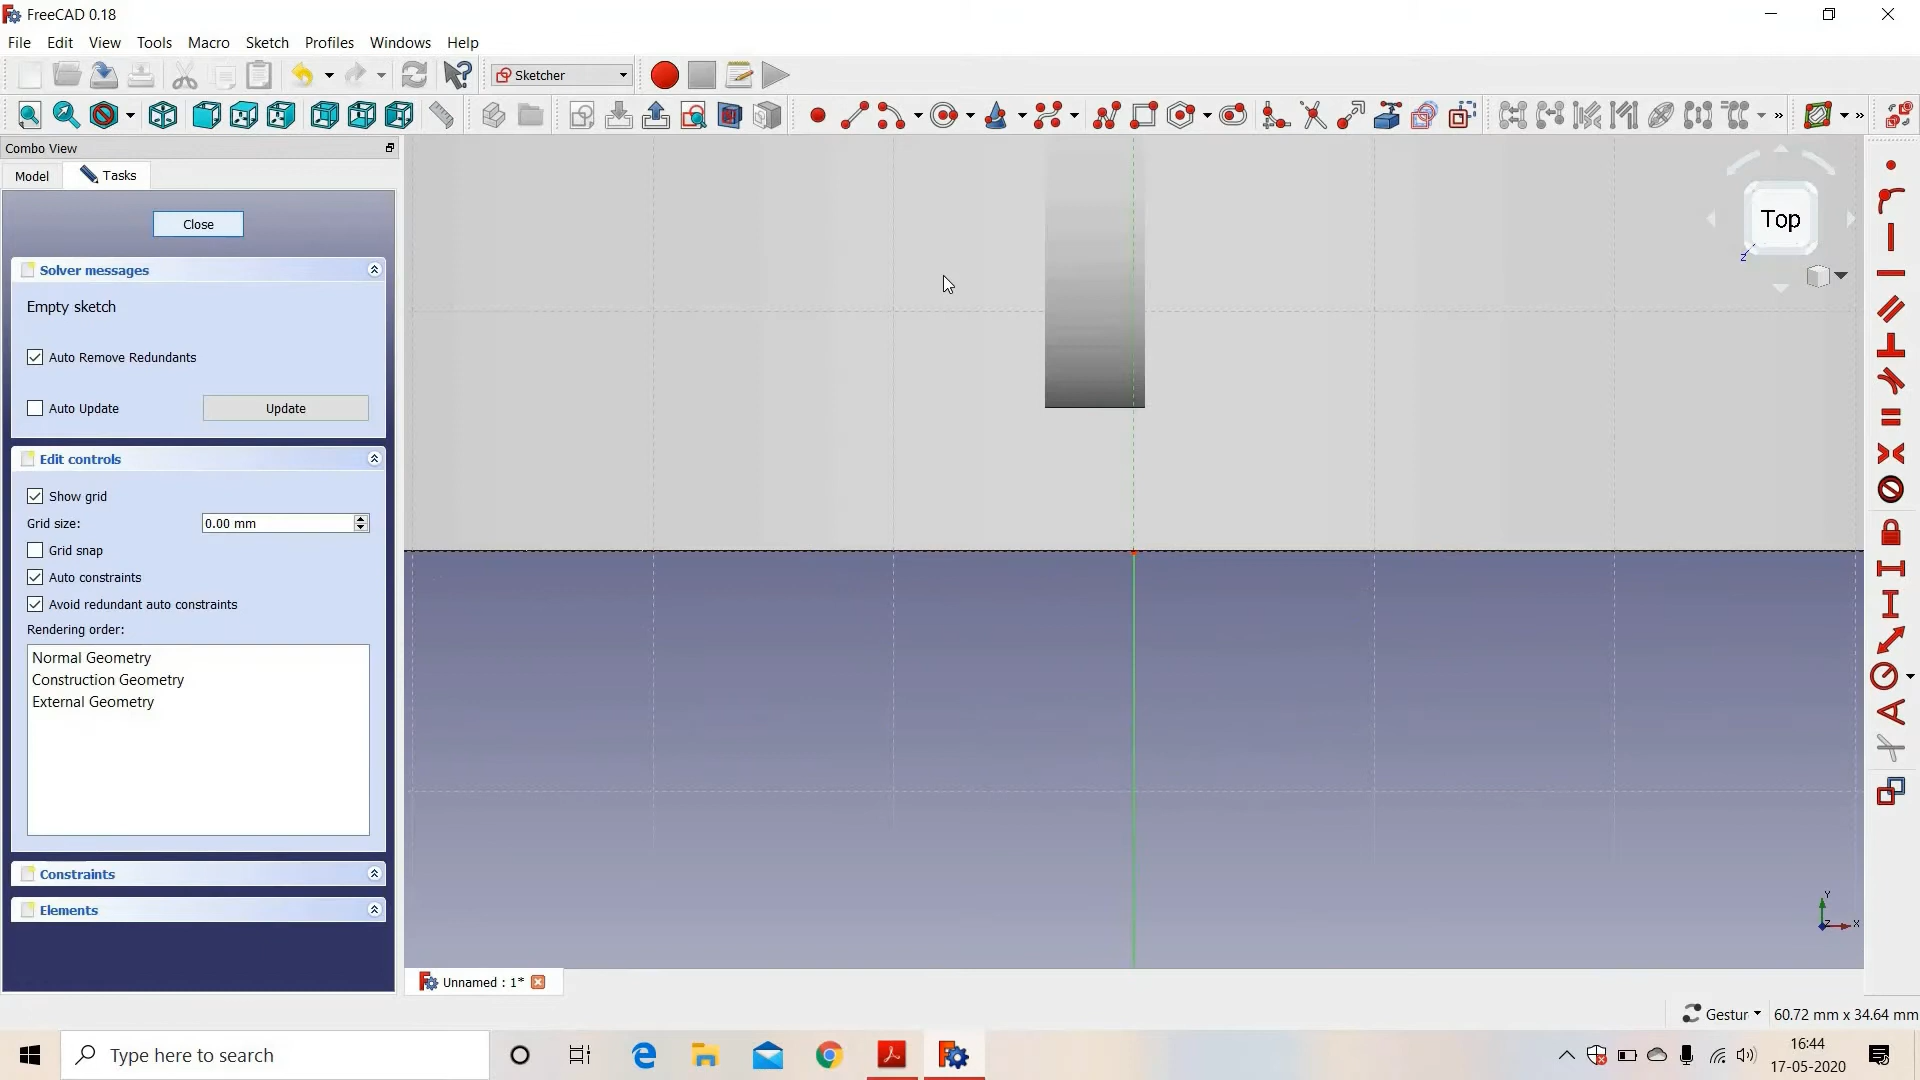 FreeCAD 0.18
File Edit View Tools Macro Sketch Profiles Windows Help
Sketcher
Combo View
Model Tasks
Close
Solver messages
Empty sketch
Auto Remove Redundants
Auto Update Update
Edit controls
Show grid
Grid size: 0.00 mm
Grid snap
Auto constraints
Avoid redundant auto constraints
Rendering order:
Normal Geometry
Construction Geometry
External Geometry
Constraints
Elements
Top
Z
Y
Z X
Unnamed : 1*
Gestur 60.72 mm x 34.64 mm
Type here to search
16:44
17-05-2020